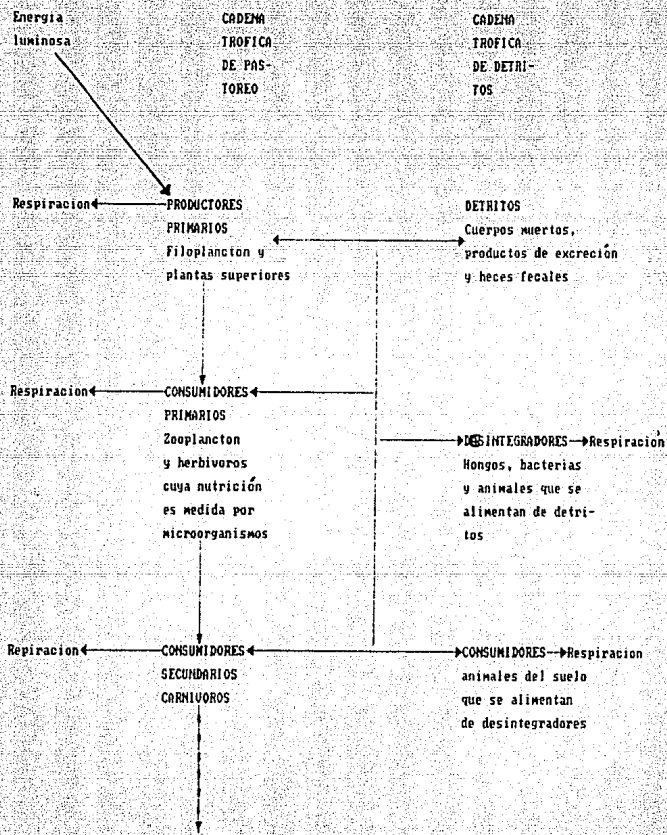 Energia
luminosa
CADENA
TROFICA
DE PAS-
TOREO
CADENA
TROFICA
DE DETRI-
TOS
Respiracion
PRODUCTORES
PRIMARIOS
Filoplancton y
plantas superiores
DETRITOS
Cuerpos muertos,
productos de excreción
y heces fecales
Respiracion
CONSUMIDORES
PRIMARIOS
Zooplancton
y herbivoros
cuya nutrición
es medida por
microorganismos
DESINTEGRADORES
Respiración
Hongos, bacterias
y animales que se
alimentan de detri-
tos
Repiracion
CONSUMIDORES
SECUNDARIOS
CARNIVOROS
CONSUMIDORES
Respiracion
animales del suelo
que se alimentan
de desintegradores